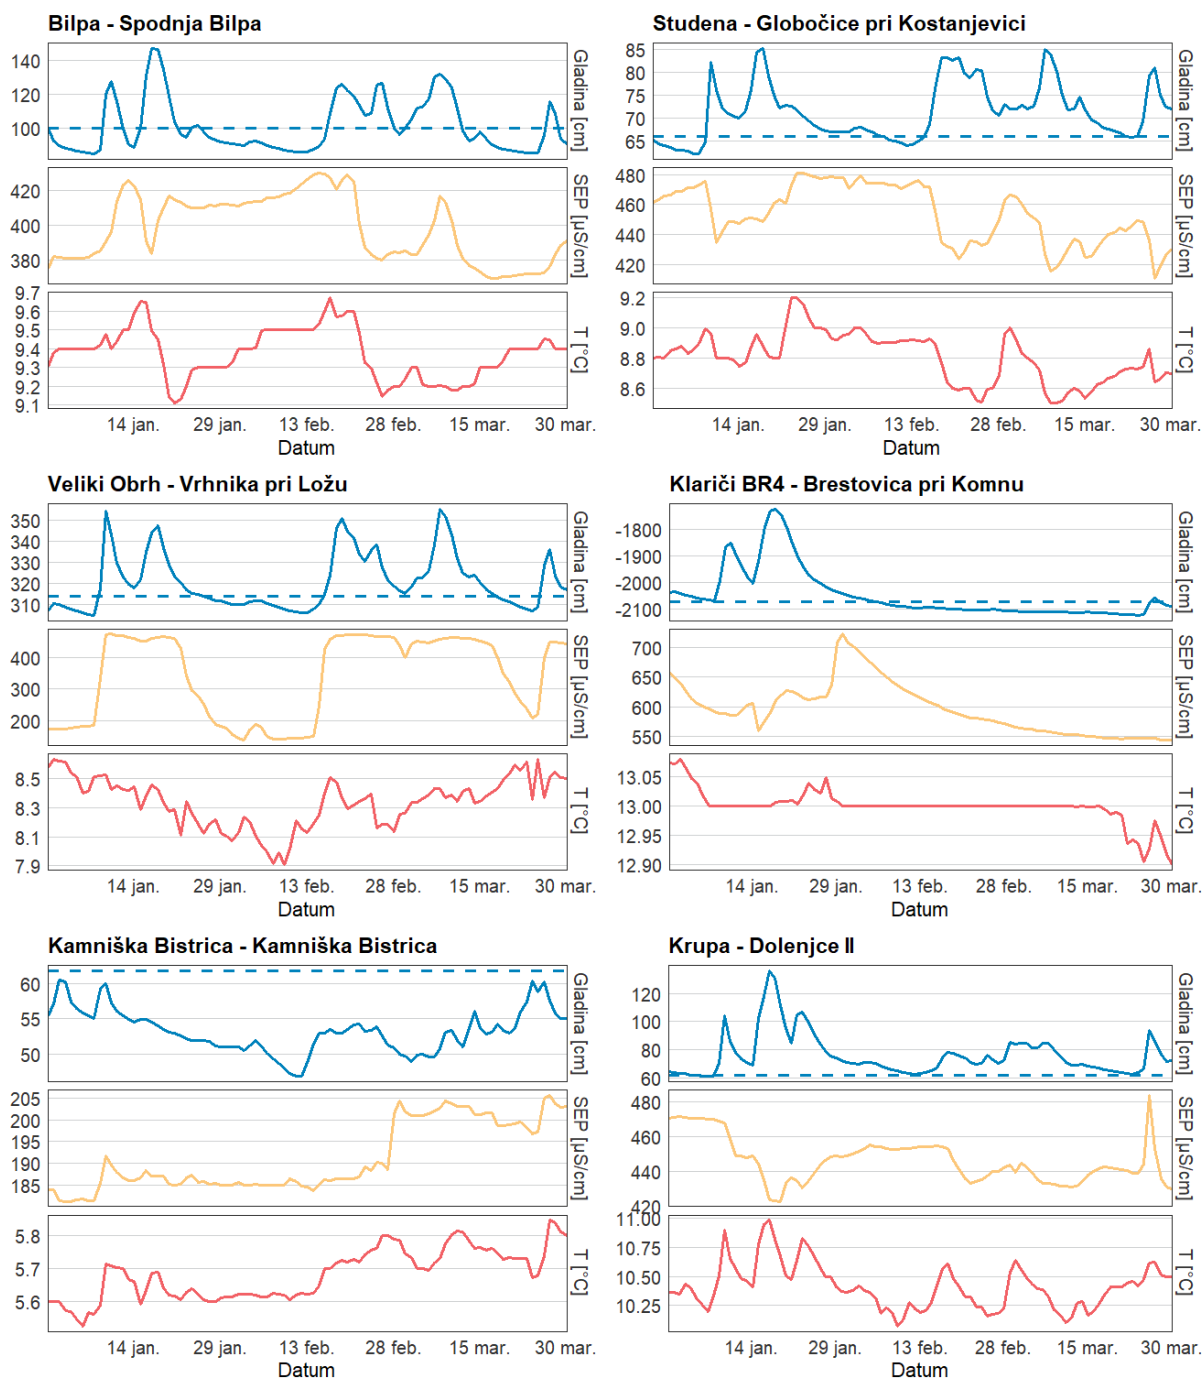 Bilpa - Spodnja Bilpa
140
120
100
Gladina [cm]
420
400
380
SEP [µS/cm]
9.7
9.6
9.5
9.4
9.3
9.2
9.1
T [°C]
14 jan. 29 jan. 13 feb. 28 feb. 15 mar. 30 mar.
Datum
Studena - Globočice pri Kostanjevici
85
80
75
70
65
Gladina [cm]
480
460
440
420
SEP [µS/cm]
9.2
9.0
8.8
8.6
T [°C]
14 jan. 29 jan. 13 feb. 28 feb. 15 mar. 30 mar.
Datum
Veliki Obrh - Vrhnika pri Ložu
350
340
330
320
310
Gladina [cm]
400
300
200
SEP [µS/cm]
8.5
8.3
8.1
7.9
T [°C]
14 jan. 29 jan. 13 feb. 28 feb. 15 mar. 30 mar.
Datum
Klariči BR4 - Brestovica pri Komnu
-1800
-1900
-2000
-2100
Gladina [cm]
700
650
600
550
SEP [µS/cm]
13.05
13.00
12.95
12.90
T [°C]
14 jan. 29 jan. 13 feb. 28 feb. 15 mar. 30 mar.
Datum
Kamniška Bistrica - Kamniška Bistrica
60
55
50
Gladina [cm]
205
200
195
190
185
SEP [µS/cm]
5.8
5.7
5.6
T [°C]
14 jan. 29 jan. 13 feb. 28 feb. 15 mar. 30 mar.
Datum
Krupa - Dolenjce II
120
100
80
60
Gladina [cm]
480
460
440
420
SEP [µS/cm]
11.00
10.75
10.50
10.25
T [°C]
14 jan. 29 jan. 13 feb. 28 feb. 15 mar. 30 mar.
Datum